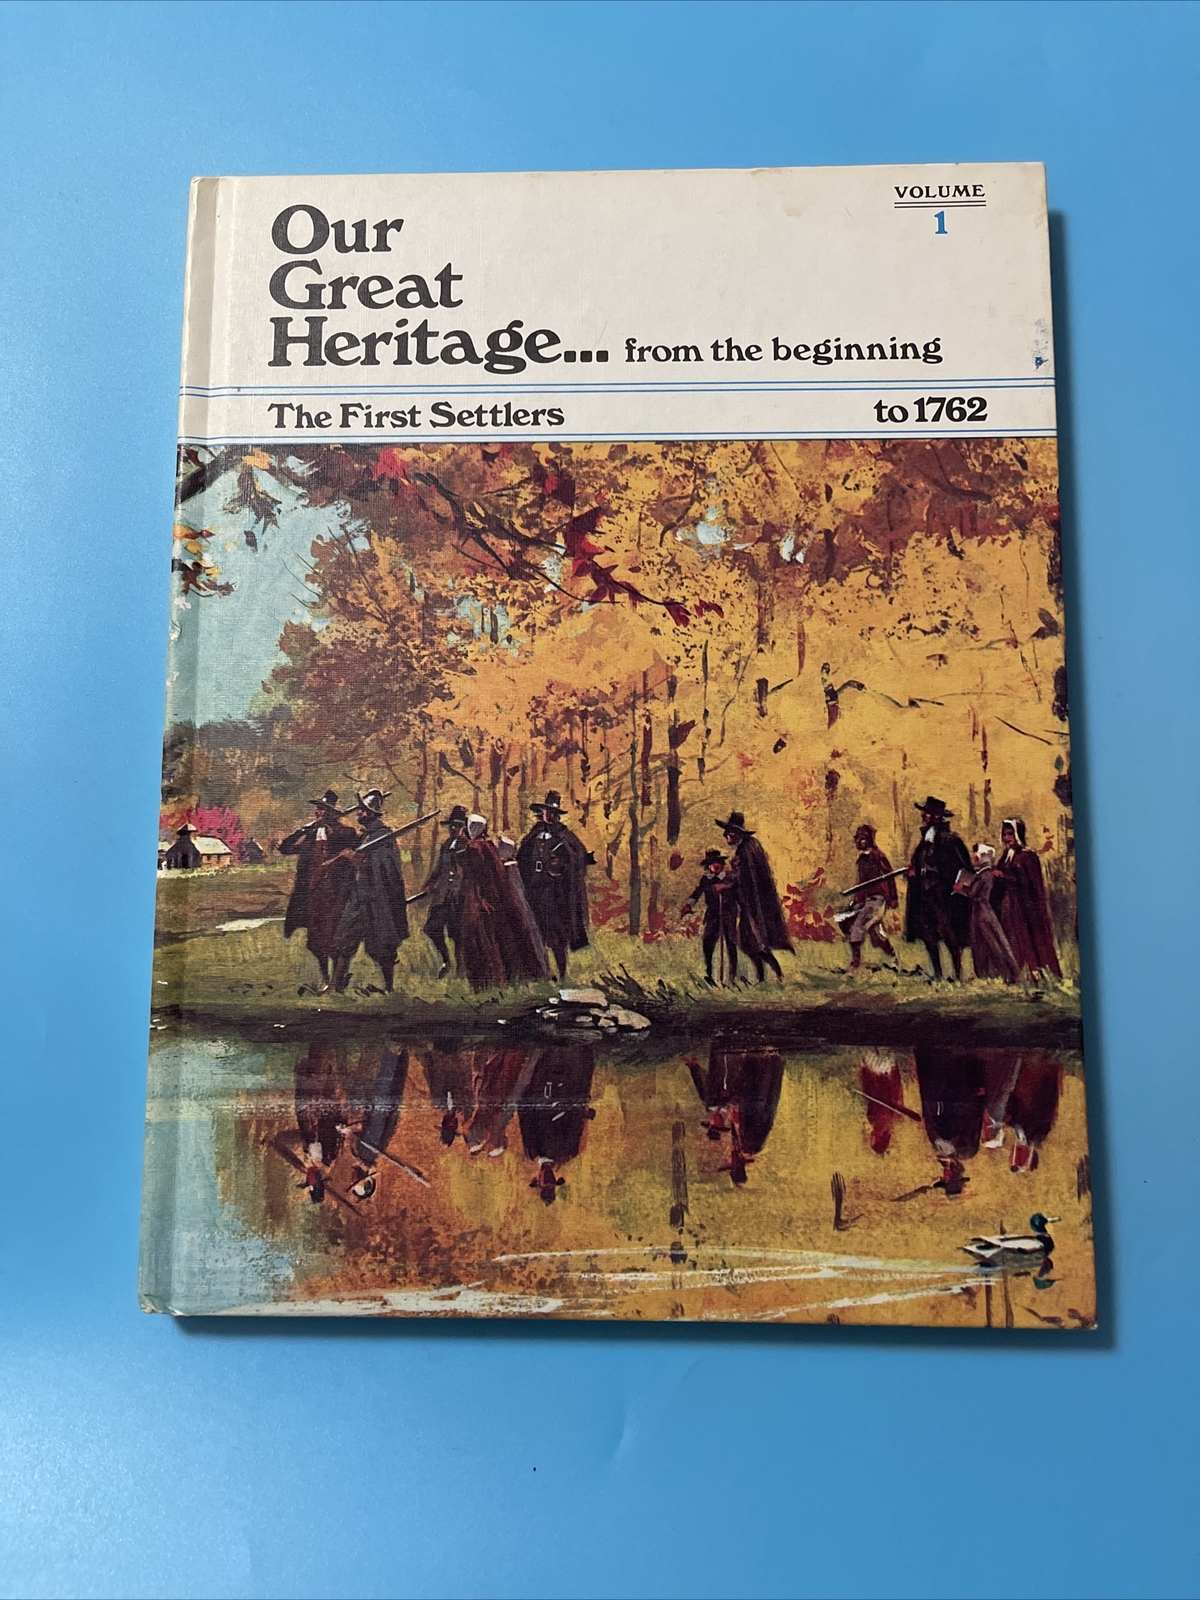 VOLUME
1
Our
Great
Heritage... from the beginning
The First Settlers to 1762